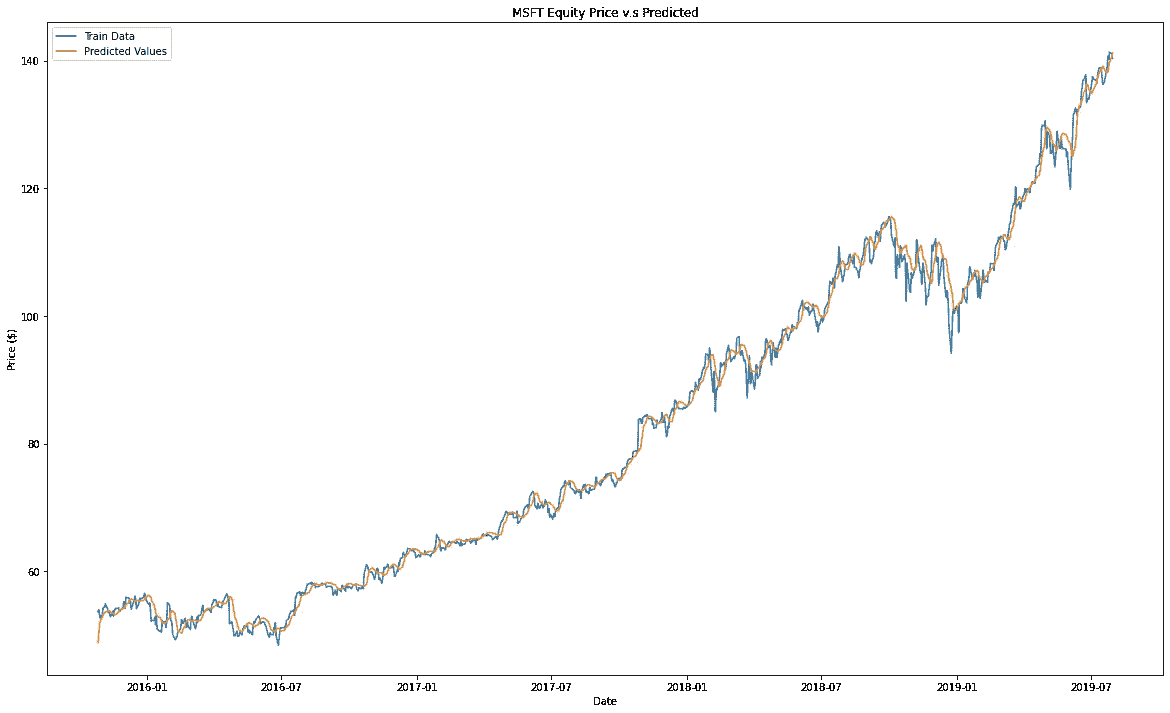 MSFT Equity Price v.s Predicted
Train Data
Predicted Values
140
120
100
80
60
Price ($)
2016-01 2016-07 2017-01 2017-07 2018-01 2018-07 2019-01 2019-07
Date